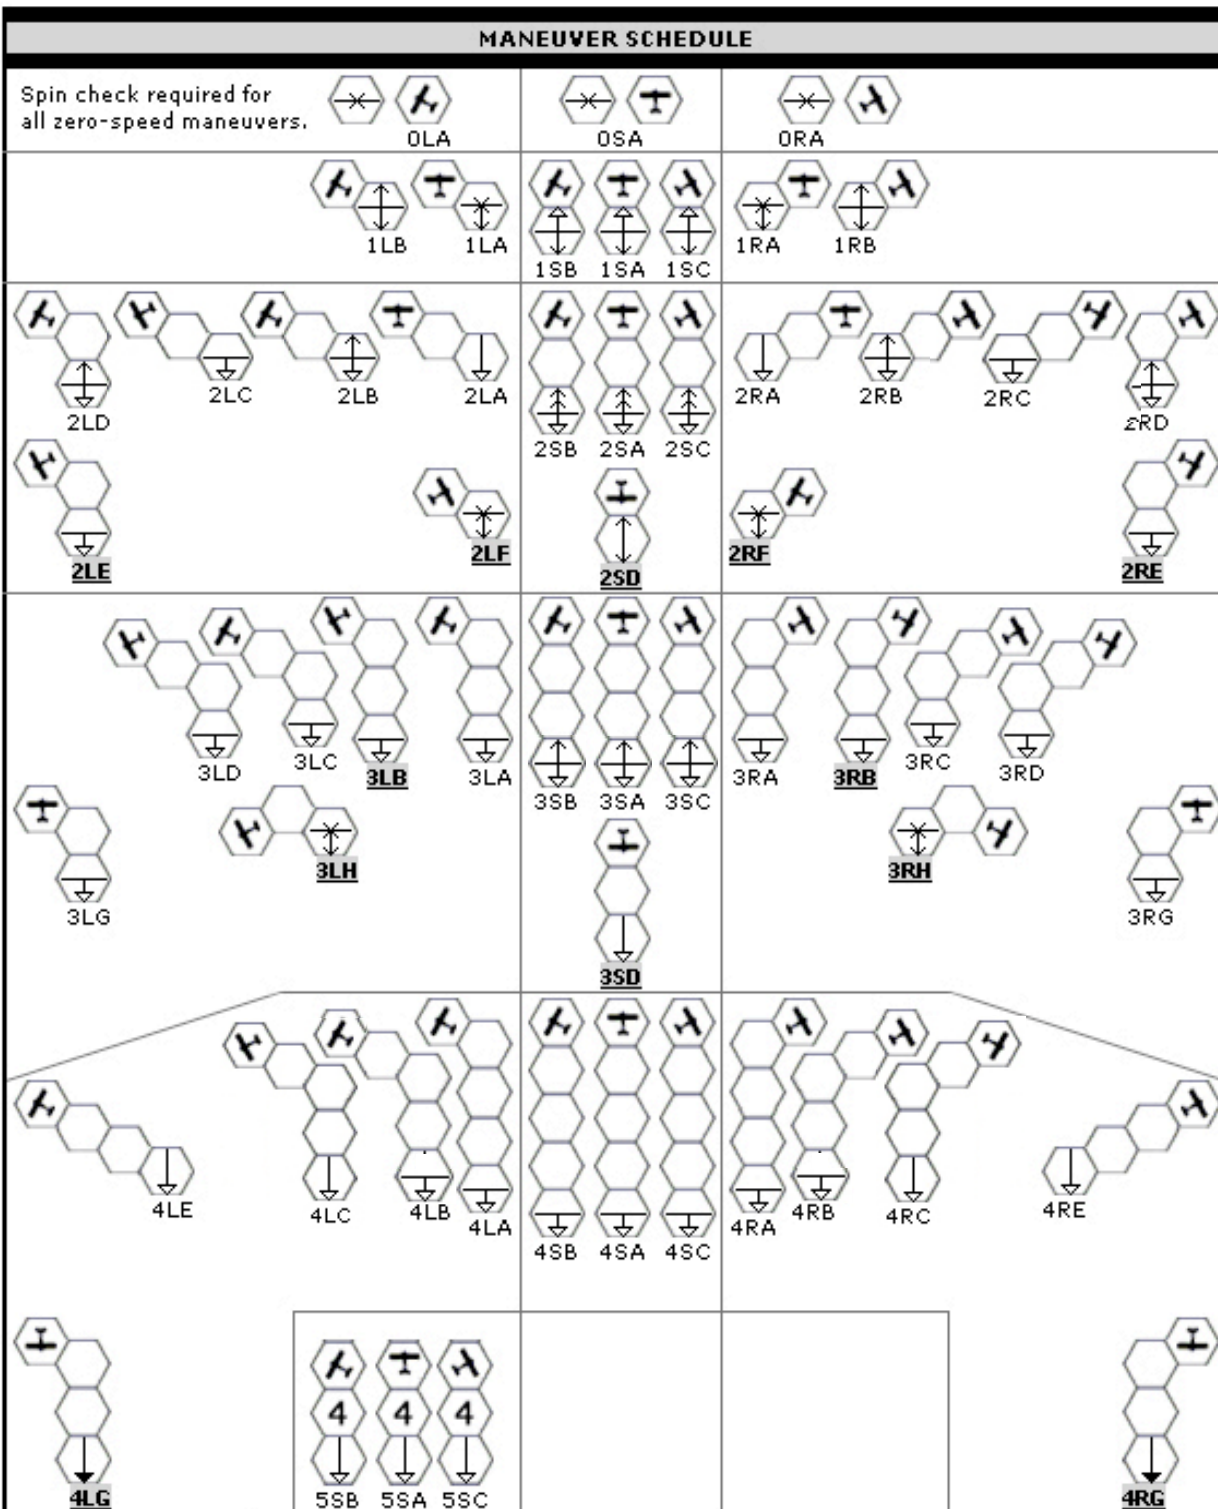 MANEUVER SCHEDULE
Spin check required for
all zero-speed maneuvers.
0LA 0SA 0RA
1LB 1LA 1RA 1RB
1SB 1SA 1SC
2LC 2LB 2LA 2RA 2RB 2RC
2LD 2RD
2SB 2SA 2SC
2LF 2RF
2LE 2SD 2RE
3LD 3LC 3LB 3LA 3RA 3RB 3RC 3RD
3SB 3SA 3SC
3LH 3RH
3LG 3RG
3SD
4LE 4LC 4LB 4LA 4RA 4RB 4RC 4RE
4SB 4SA 4SC
4 4 4
4LG 5SB 5SA 5SC 4RG